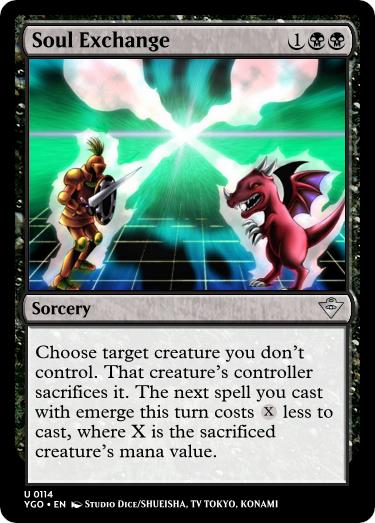 Soul Exchange 1
Sorcery
Choose target creature you don't
control. That creature's controller
sacrifices it. The next spell you cast
with emerge this turn costs X less to
cast, where X is the sacrificed
creature's mana value.
U 0114
YGO • EN Studio Dice/SHUEISHA, TV TOKYO, KONAMI